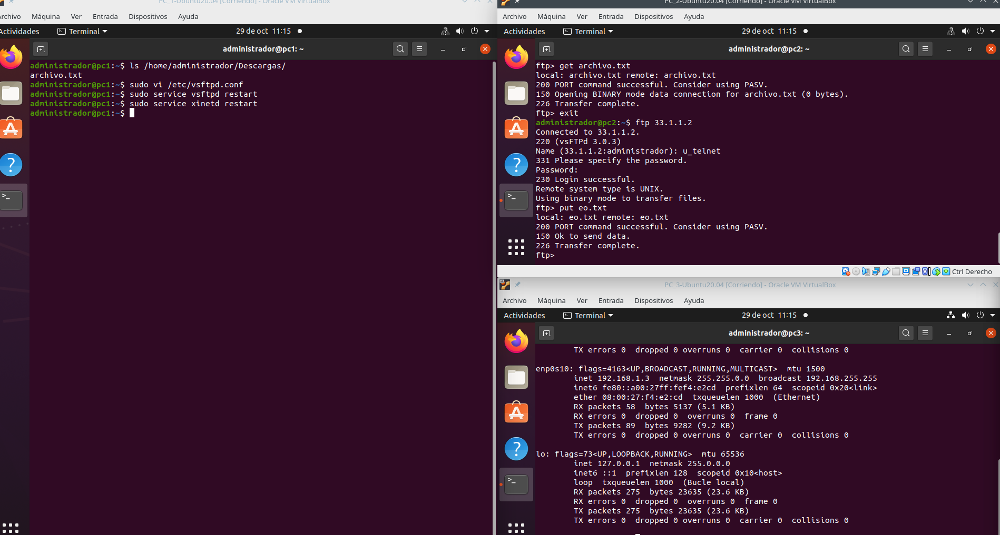 PC_1-Ubuntu20.04 [Corriendo] - Oracle VM VirtualBox
Archivo Máquina Ver Entrada Dispositivos Ayuda
Actividades Terminal 29 de oct 11:15
administrador@pc1: ~
administrador@pc1:~$ ls /home/administrador/Descargas/
archivo.txt
administrador@pc1:~$ sudo vi /etc/vsftpd.conf
administrador@pc1:~$ sudo service vsftpd restart
administrador@pc1:~$ sudo service xinetd restart
administrador@pc1:~$
PC_2-Ubuntu20.04 [Corriendo] - Oracle VM VirtualBox
Archivo Máquina Ver Entrada Dispositivos Ayuda
Actividades Terminal 29 de oct 11:15
administrador@pc2: ~
ftp> get archivo.txt
local: archivo.txt remote: archivo.txt
200 PORT command successful. Consider using PASV.
150 Opening BINARY mode data connection for archivo.txt (0 bytes).
226 Transfer complete.
ftp> exit
administrador@pc2:~$ ftp 33.1.1.2
Connected to 33.1.1.2.
220 (vsFTPd 3.0.3)
Name (33.1.1.2:administrador): u_telnet
331 Please specify the password.
Password:
230 Login successful.
Remote system type is UNIX.
Using binary mode to transfer files.
ftp> put eo.txt
local: eo.txt remote: eo.txt
200 PORT command successful. Consider using PASV.
150 Ok to send data.
226 Transfer complete.
ftp>
Ctrl Derecho
PC_3-Ubuntu20.04 [Corriendo] - Oracle VM VirtualBox
Archivo Máquina Ver Entrada Dispositivos Ayuda
Actividades Terminal 29 de oct 11:15
administrador@pc3: ~
TX errors 0 dropped 0 overruns 0 carrier 0 collisions 0
enp0s10: flags=4163<UP,BROADCAST,RUNNING,MULTICAST> mtu 1500
inet 192.168.1.3 netmask 255.255.0.0 broadcast 192.168.255.255
inet6 fe80::a00:27ff:fef4:e2cd prefixlen 64 scopeid 0x20<link>
ether 08:00:27:f4:e2:cd txqueuelen 1000 (Ethernet)
RX packets 58 bytes 5137 (5.1 KB)
RX errors 0 dropped 0 overruns 0 frame 0
TX packets 89 bytes 9282 (9.2 KB)
TX errors 0 dropped 0 overruns 0 carrier 0 collisions 0
lo: flags=73<UP,LOOPBACK,RUNNING> mtu 65536
inet 127.0.0.1 netmask 255.0.0.0
inet6 ::1 prefixlen 128 scopeid 0x10<host>
loop txqueuelen 1000 (Bucle local)
RX packets 275 bytes 23635 (23.6 KB)
RX errors 0 dropped 0 overruns 0 frame 0
TX packets 275 bytes 23635 (23.6 KB)
TX errors 0 dropped 0 overruns 0 carrier 0 collisions 0